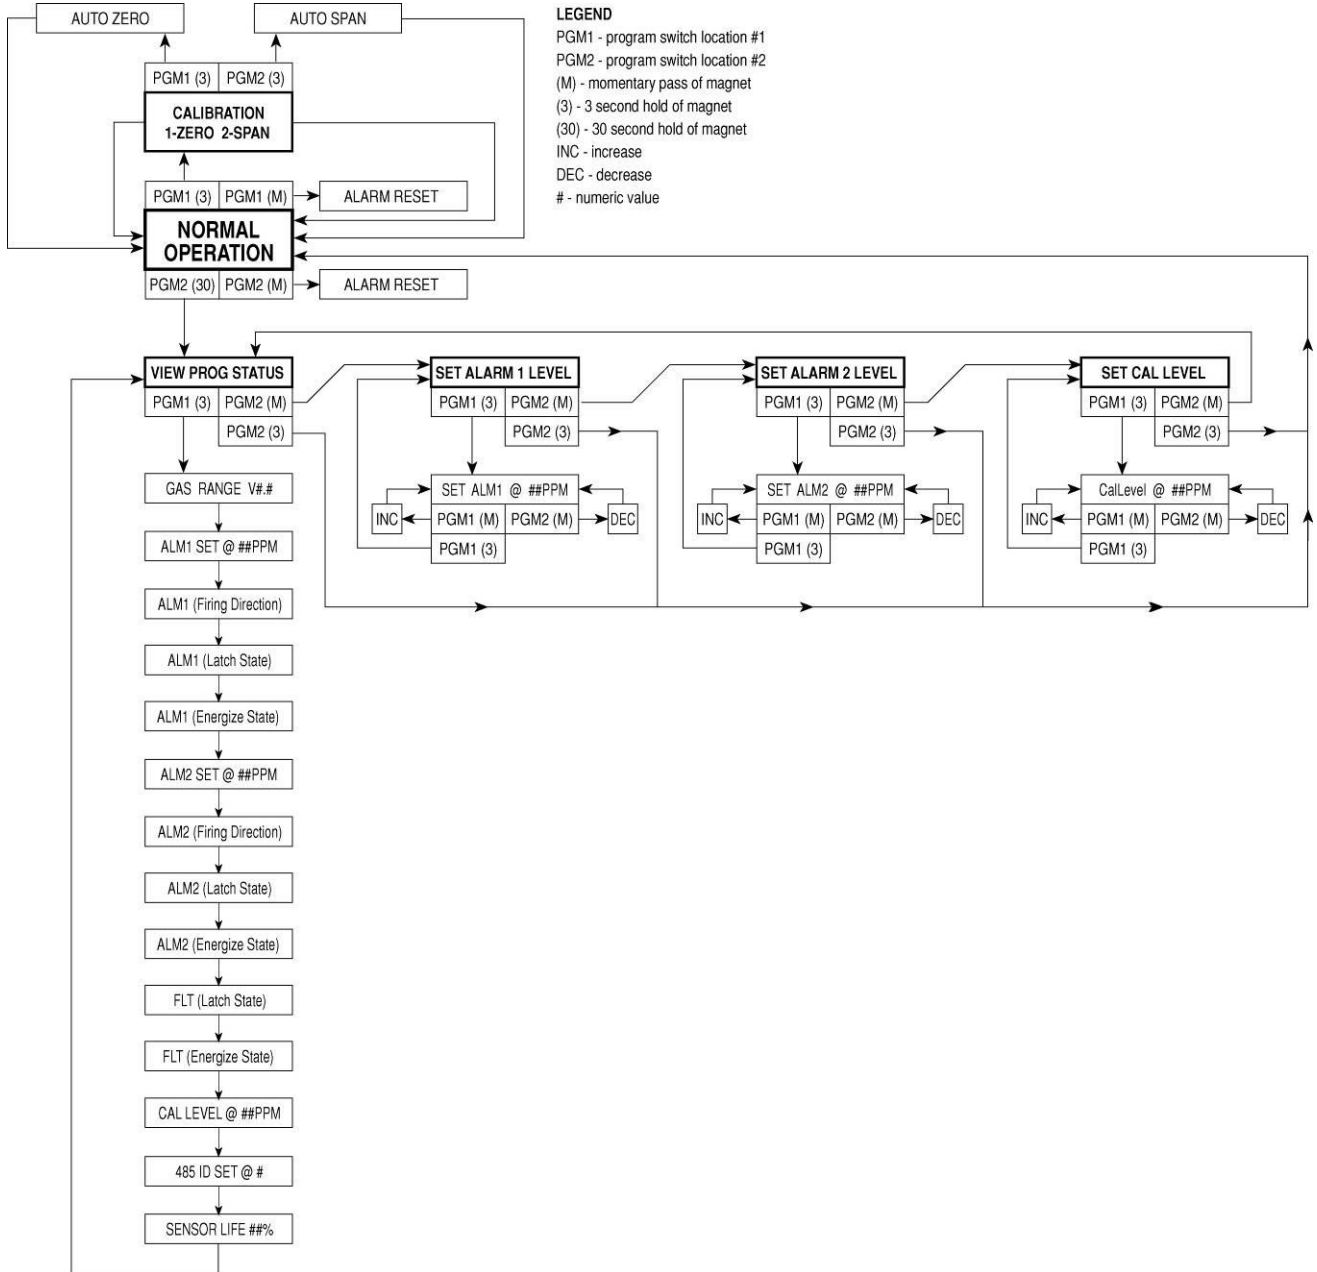 AUTO ZERO
AUTO SPAN
LEGEND
PGM1 - program switch location #1
PGM2 - program switch location #2
(M) - momentary pass of magnet
(3) - 3 second hold of magnet
(30) - 30 second hold of magnet
INC - increase
DEC - decrease
# - numeric value
PGM1 (3) PGM2 (3)
CALIBRATION
1-ZERO 2-SPAN
PGM1 (3) PGM1 (M) ALARM RESET
NORMAL
OPERATION
PGM2 (30) PGM2 (M) ALARM RESET
VIEW PROG STATUS
PGM1 (3) PGM2 (M)
PGM2 (3)
SET ALARM 1 LEVEL
PGM1 (3) PGM2 (M)
PGM2 (3)
SET ALM1 @ ##PPM
INC PGM1 (M) PGM2 (M) DEC
PGM1 (3)
SET ALARM 2 LEVEL
PGM1 (3) PGM2 (M)
PGM2 (3)
SET ALM2 @ ##PPM
INC PGM1 (M) PGM2 (M) DEC
PGM1 (3)
SET CAL LEVEL
PGM1 (3) PGM2 (M)
PGM2 (3)
CalLevel @ ##PPM
INC PGM1 (M) PGM2 (M) DEC
PGM1 (3)
GAS RANGE V#.#
ALM1 SET @ ##PPM
ALM1 (Firing Direction)
ALM1 (Latch State)
ALM1 (Energize State)
ALM2 SET @ ##PPM
ALM2 (Firing Direction)
ALM2 (Latch State)
ALM2 (Energize State)
FLT (Latch State)
FLT (Energize State)
CAL LEVEL @ ##PPM
485 ID SET @ #
SENSOR LIFE ##%